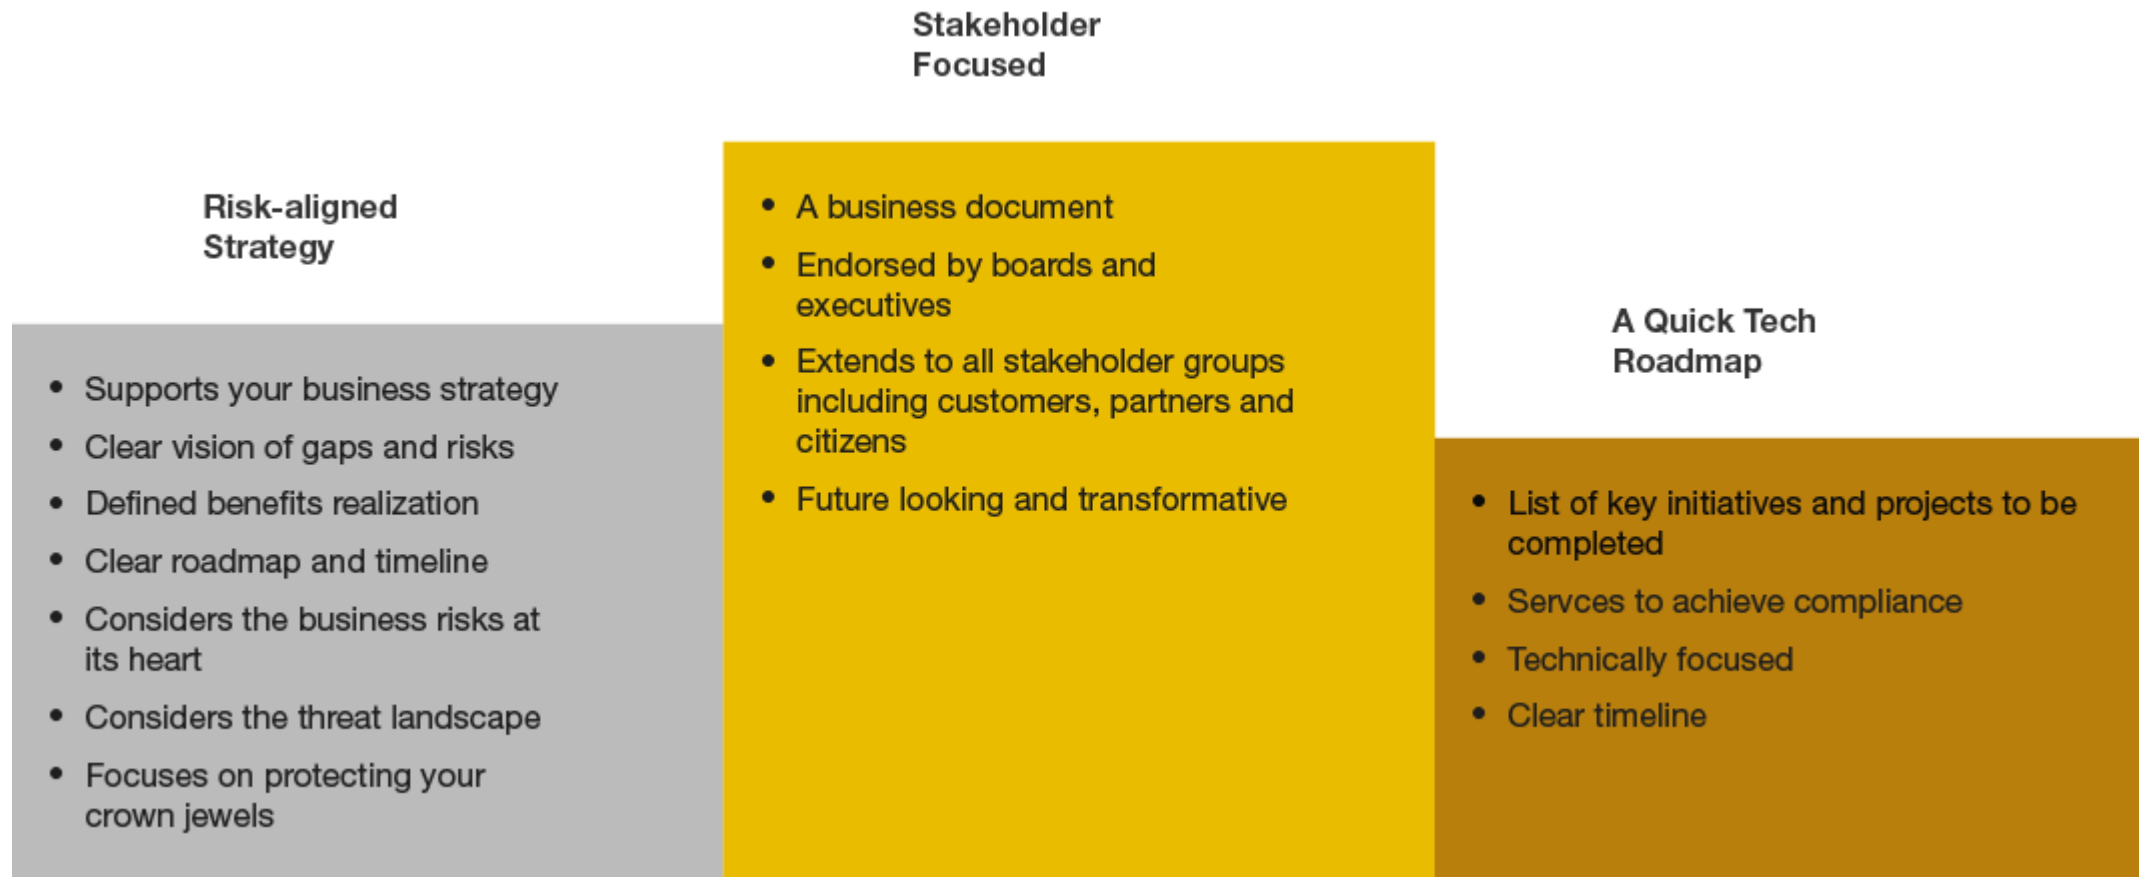 Stakeholder
Focused
Risk-aligned
Strategy
A Quick Tech
Roadmap
• Supports your business strategy
• Clear vision of gaps and risks
• Defined benefits realization
• Clear roadmap and timeline
• Considers the business risks at
its heart
• Considers the threat landscape
• Focuses on protecting your
crown jewels
• A business document
• Endorsed by boards and
executives
• Extends to all stakeholder groups
including customers, partners and
citizens
• Future looking and transformative
• List of key initiatives and projects to be
completed
• Servces to achieve compliance
• Technically focused
• Clear timeline